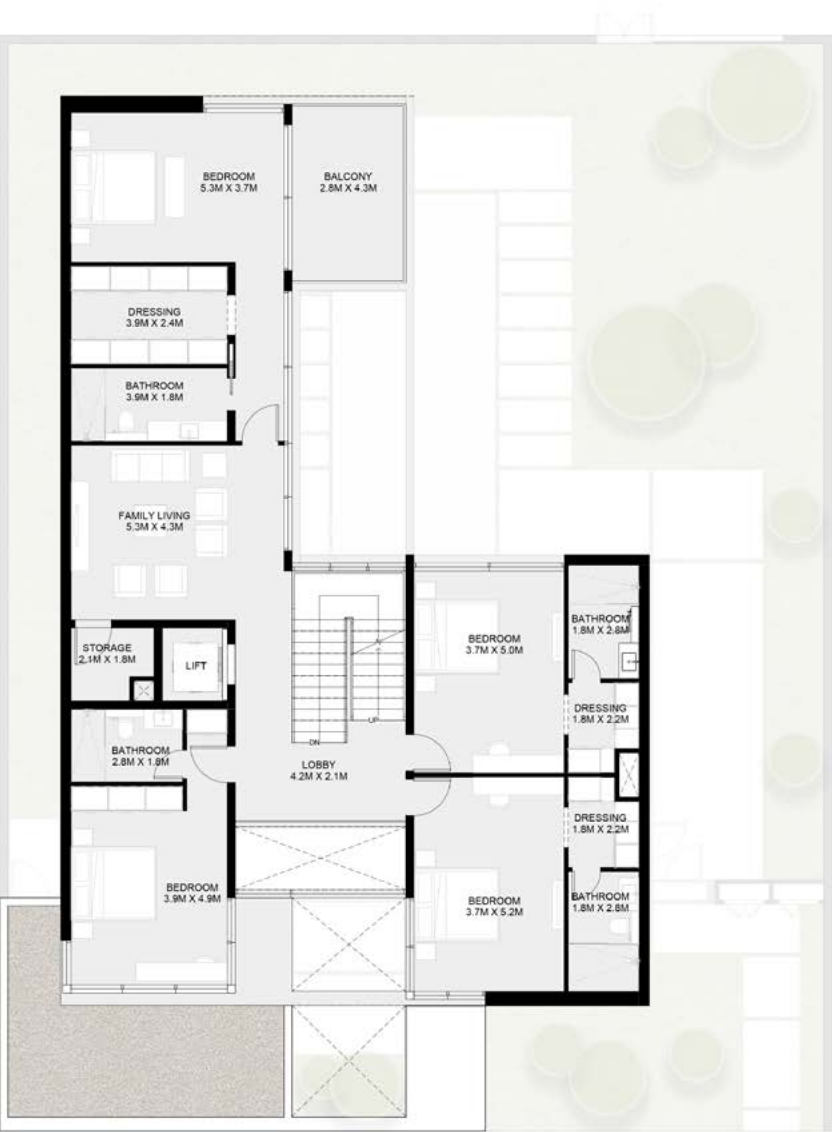 BEDROOM
5.3M X 3.7M
BALCONY
2.8M X 4.3M
DRESSING
3.9M X 2.4M
BATHROOM
3.9M X 1.8M
FAMILY LIVING
5.3M X 4.3M
STORAGE
2.1M X 1.8M
LIFT
BEDROOM
3.7M X 5.0M
BATHROOM
1.8M X 2.8M
DRESSING
1.8M X 2.2M
UP
DN
BATHROOM
2.8M X 1.8M
LOBBY
4.2M X 2.1M
DRESSING
1.8M X 2.2M
BEDROOM
3.9M X 4.9M
BEDROOM
3.7M X 5.2M
BATHROOM
1.8M X 2.8M